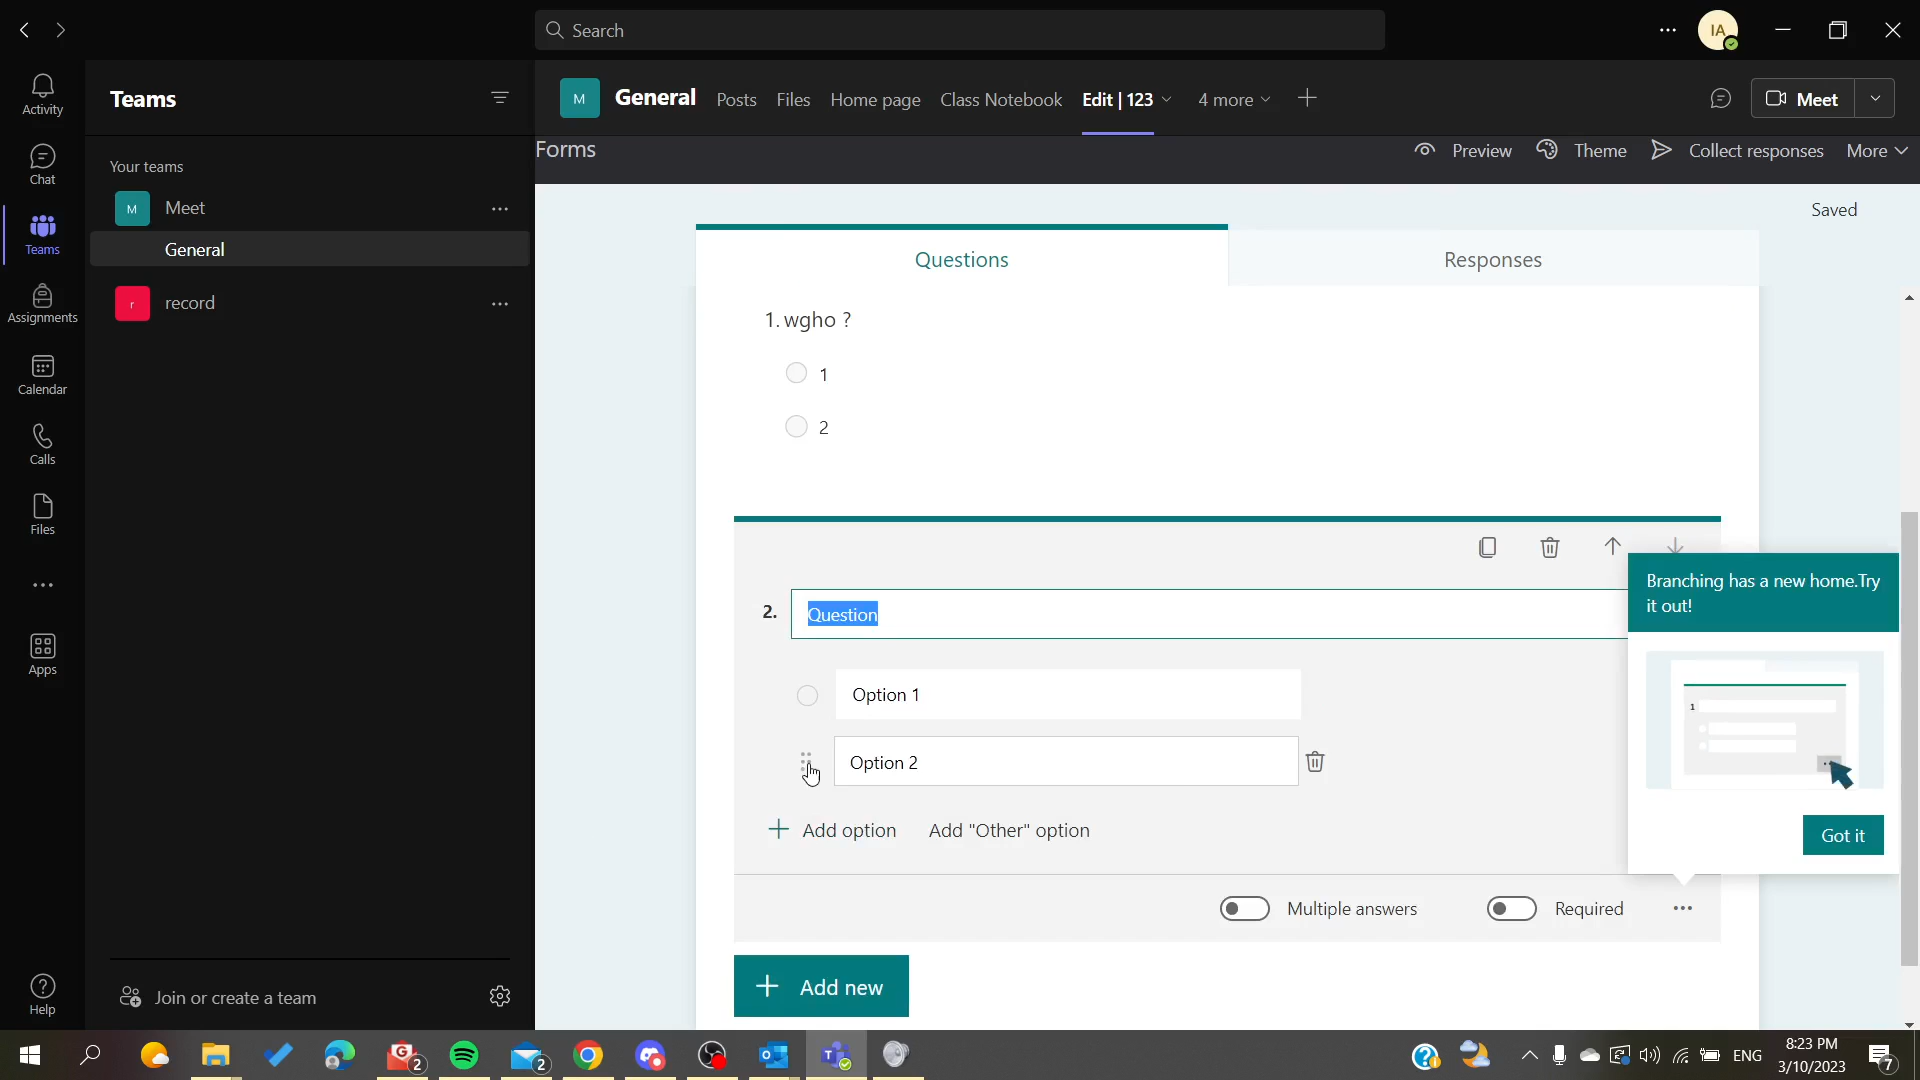 Search
IA
Activity
Chat
Teams
Assignments
Calendar
Calls
Files
Apps
Help
Teams
Your teams
M Meet
General
r record
Join or create a team
M General Posts Files Home page Class Notebook Edit | 123 4 more
Meet
Forms
Preview Theme Collect responses More
Saved
Questions Responses
1. wgho ?
1
2
2. Question
Option 1
Option 2
Add option Add "Other" option
Multiple answers Required
Add new
Branching has a new home.Try
it out!
1
Got it
2
2
ENG
8:23 PM
3/10/2023
7